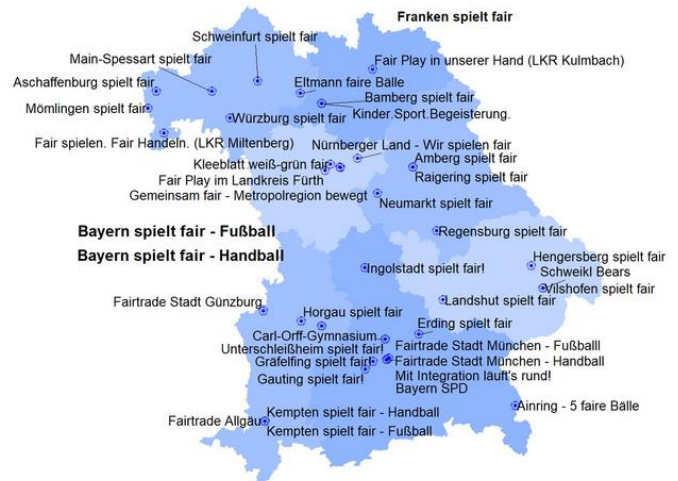 Franken spielt fair
Schweinfurt spielt fair
Main-Spessart spielt fair
Fair Play in unserer Hand (LKR Kulmbach)
Aschaffenburg spielt fair
Eltmann faire Bälle
Bamberg spielt fair
Mömlingen spielt fair
Kinder.Sport.Begeisterung.
Würzburg spielt fair
Fair spielen. Fair Handeln. (LKR Miltenberg)
Nürnberger Land - Wir spielen fair
Kleeblatt weiß-grün fair
Amberg spielt fair
Fair Play im Landkreis Fürth
Raigering spielt fair
Gemeinsam fair - Metropolregion bewegt
Neumarkt spielt fair
Bayern spielt fair - Fußball
Regensburg spielt fair
Bayern spielt fair - Handball
Hengersberg spielt fair
Ingolstadt spielt fair!
Schweikl Bears
Vilshofen spielt fair
Fairtrade Stadt Günzburg
Landshut spielt fair
Horgau spielt fair
Erding spielt fair
Carl-Orff-Gymnasium
Unterschleißheim spielt fair!
Fairtrade Stadt München - Fußballl
Gräfelfing spielt fair!
Fairtrade Stadt München - Handball
Gauting spielt fair!
Mit Integration läuft's rund!
Bayern SPD
Ainring - 5 faire Bälle
Fairtrade Allgäu
Kempten spielt fair - Handball
Kempten spielt fair - Fußball